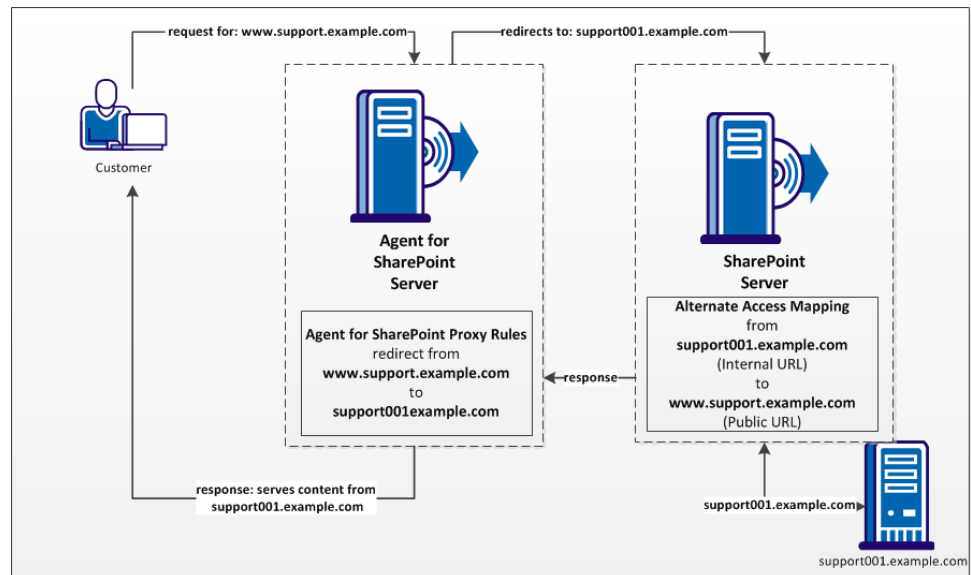 request for: www.support.example.com
redirects to: support001.example.com
Customer
Agent for
SharePoint
Server
Agent for SharePoint Proxy Rules
redirect from
www.support.example.com
to
support001example.com
SharePoint
Server
Alternate Access Mapping
from
support001.example.com
(Internal URL)
to
www.support.example.com
(Public URL)
response
response: serves content from
support001.example.com
support001.example.com
support001.example.com